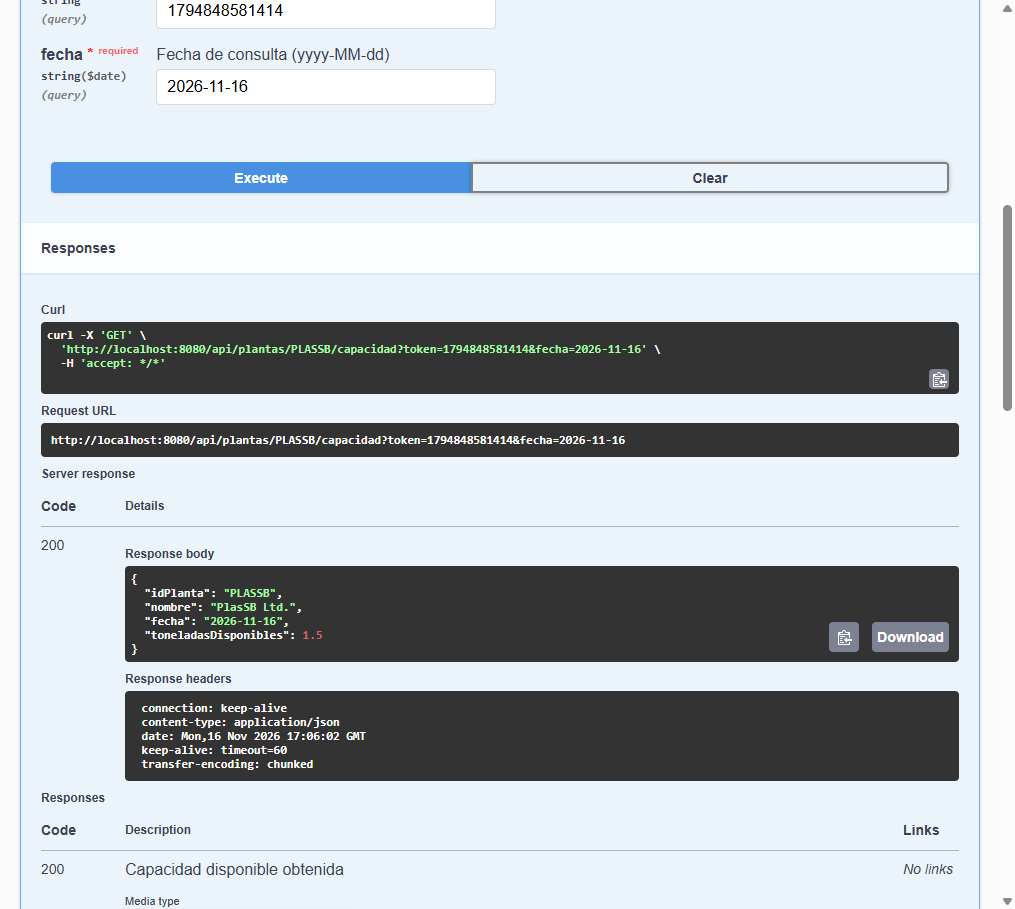 string
(query)
1794848581414
fecha * required
string($date)
(query)
Fecha de consulta (yyyy-MM-dd)
2026-11-16
Execute
Clear
Responses
Curl
curl -X 'GET' \
  'http://localhost:8080/api/plantas/PLASSB/capacidad?token=1794848581414&fecha=2026-11-16' \
  -H 'accept: */*'
Request URL
http://localhost:8080/api/plantas/PLASSB/capacidad?token=1794848581414&fecha=2026-11-16
Server response
Code Details
200
Response body
{
  "idPlanta": "PLASSB",
  "nombre": "PlasSB Ltd.",
  "fecha": "2026-11-16",
  "toneladasDisponibles": 1.5
}
Download
Response headers
connection: keep-alive
content-type: application/json
date: Mon,16 Nov 2026 17:06:02 GMT
keep-alive: timeout=60
transfer-encoding: chunked
Responses
Code Description Links
200 Capacidad disponible obtenida No links
Media type